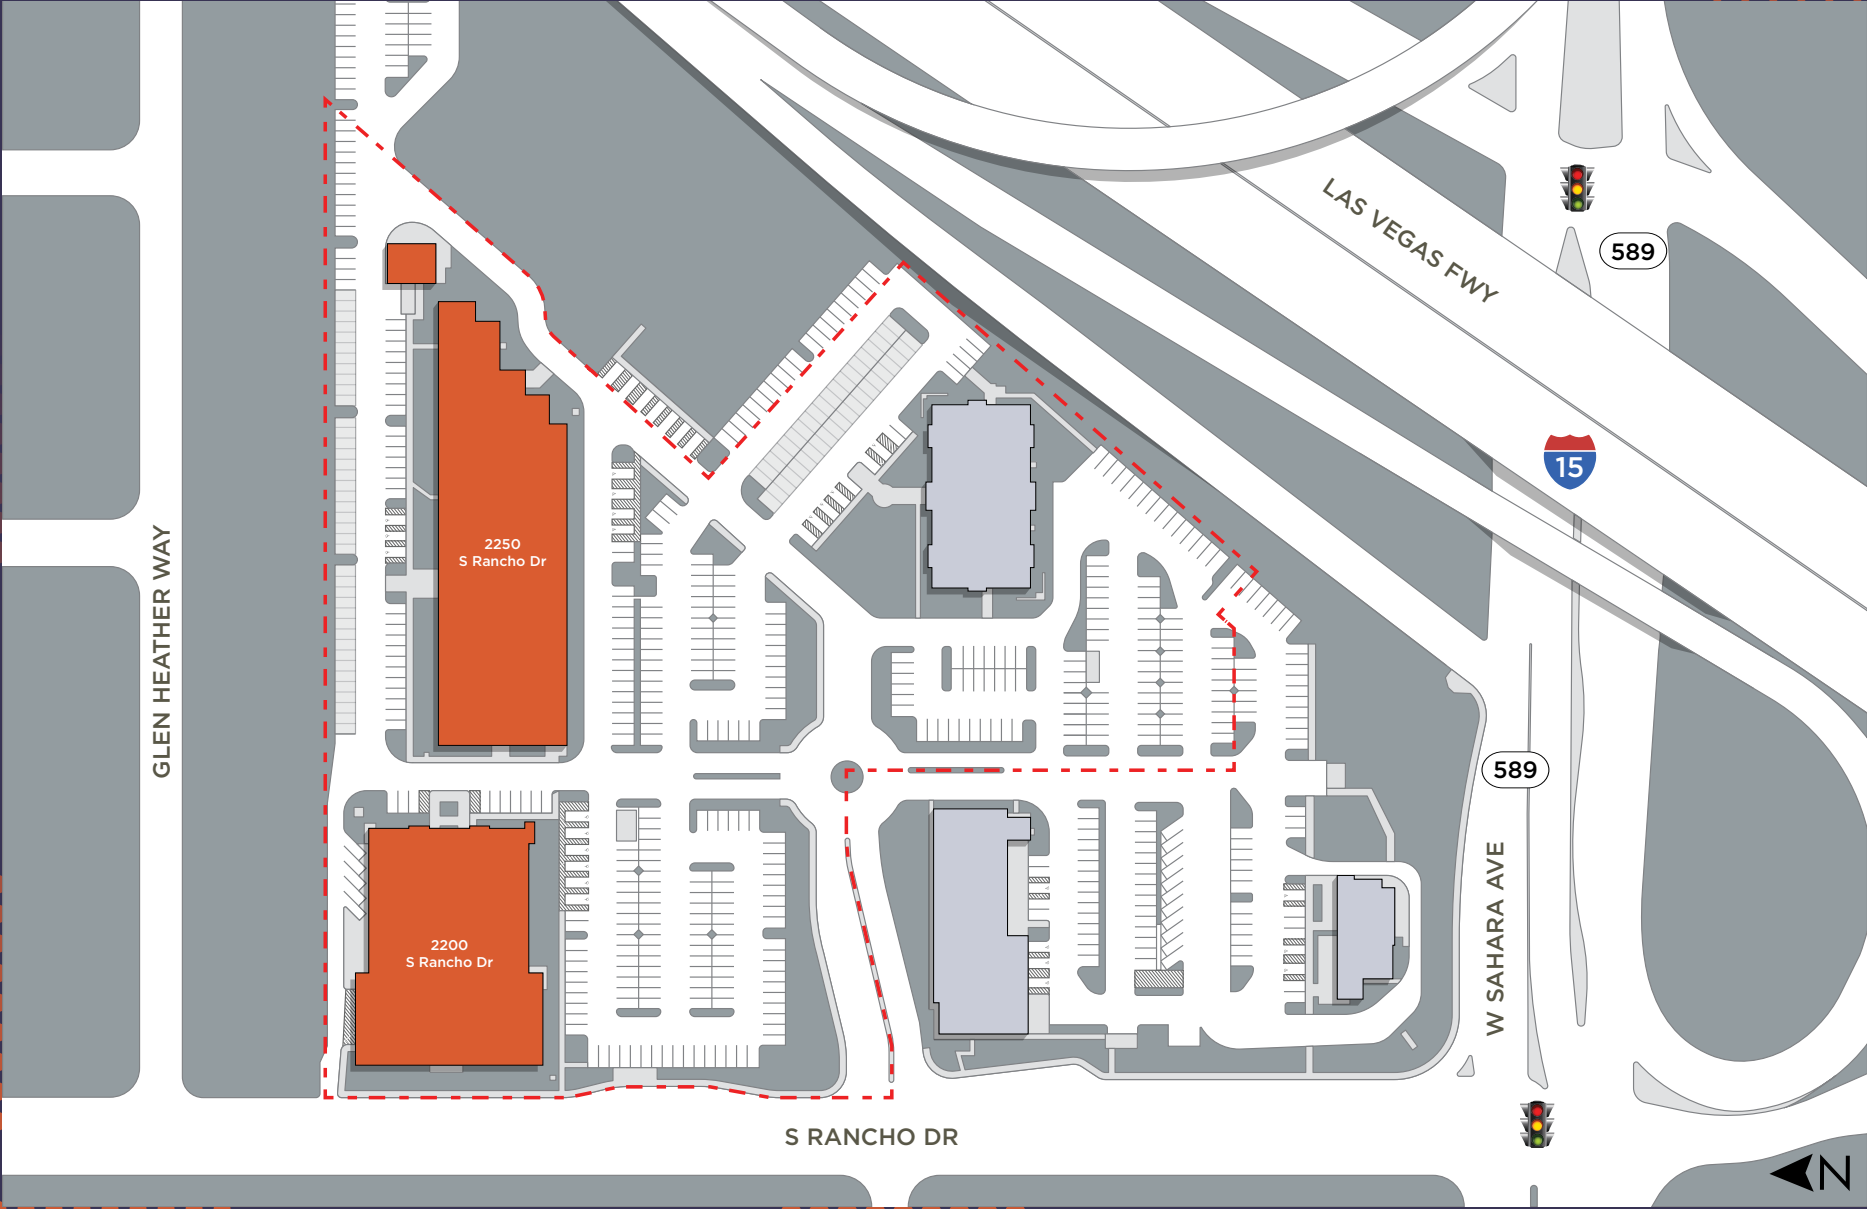 LAS VEGAS FWY
589
15
2250
S Rancho Dr
GLEN HEATHER WAY
589
W SAHARA AVE
2200
S Rancho Dr
S RANCHO DR
N